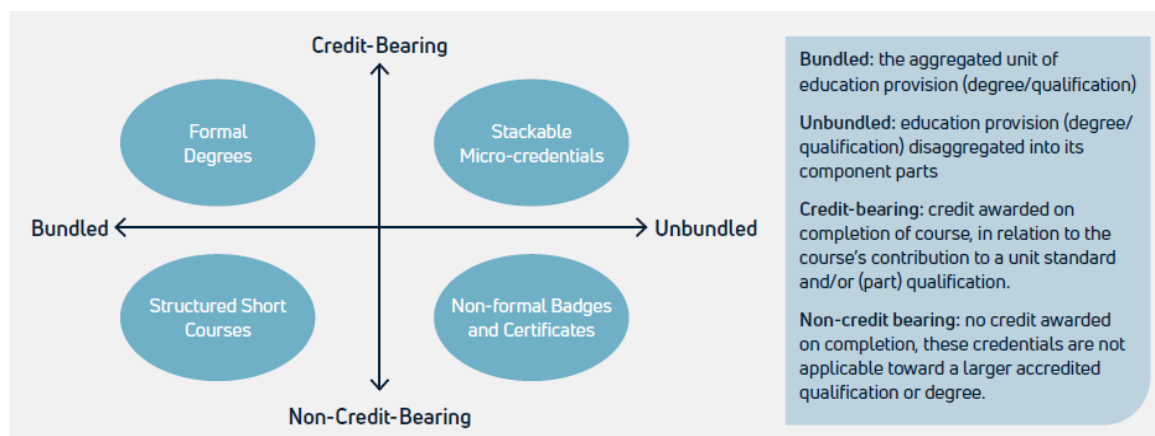 Credit-Bearing
Formal
Degrees
Stackable
Micro-credentials
Bundled
Unbundled
Structured Short
Courses
Non-formal Badges
and Certificates
Non-Credit-Bearing
Bundled: the aggregated unit of
education provision (degree/qualification)
Unbundled: education provision (degree/
qualification) disaggregated into its
component parts
Credit-bearing: credit awarded on
completion of course, in relation to the
course's contribution to a unit standard
and/or (part) qualification.
Non-credit bearing: no credit awarded
on completion, these credentials are not
applicable toward a larger accredited
qualification or degree.